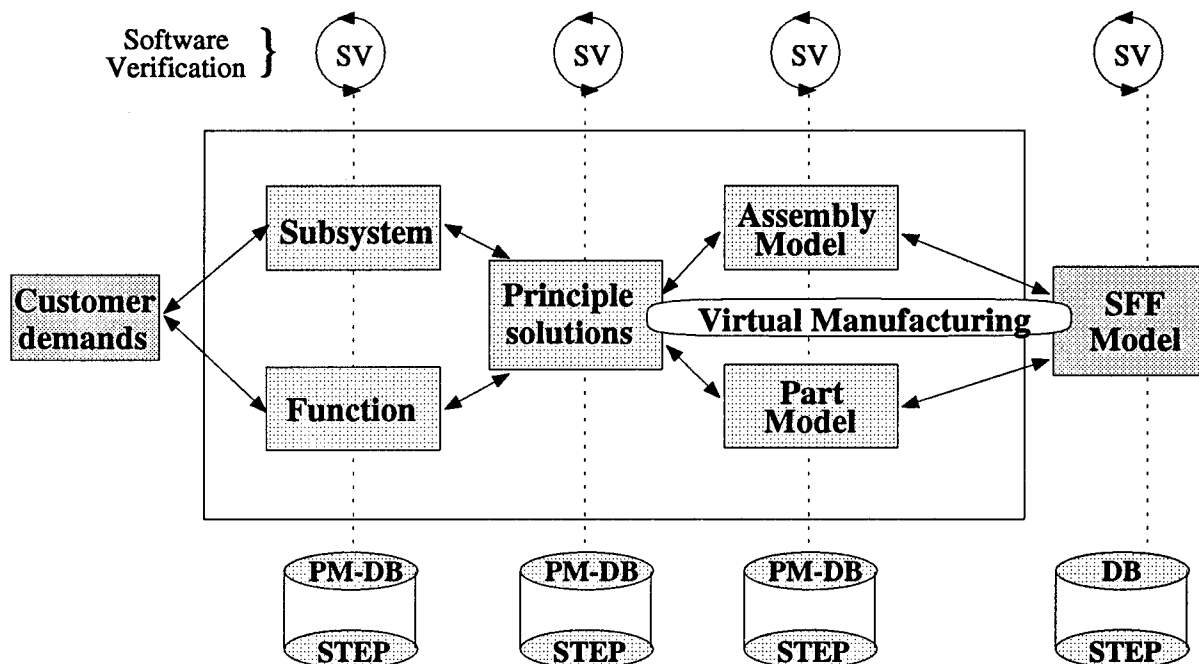 Software
Verification
SV
SV
SV
SV
Subsystem
Assembly
Model
Customer
demands
Principle
solutions
Virtual Manufacturing
SFF
Model
Function
Part
Model
PM-DB
PM-DB
PM-DB
DB
STEP
STEP
STEP
STEP